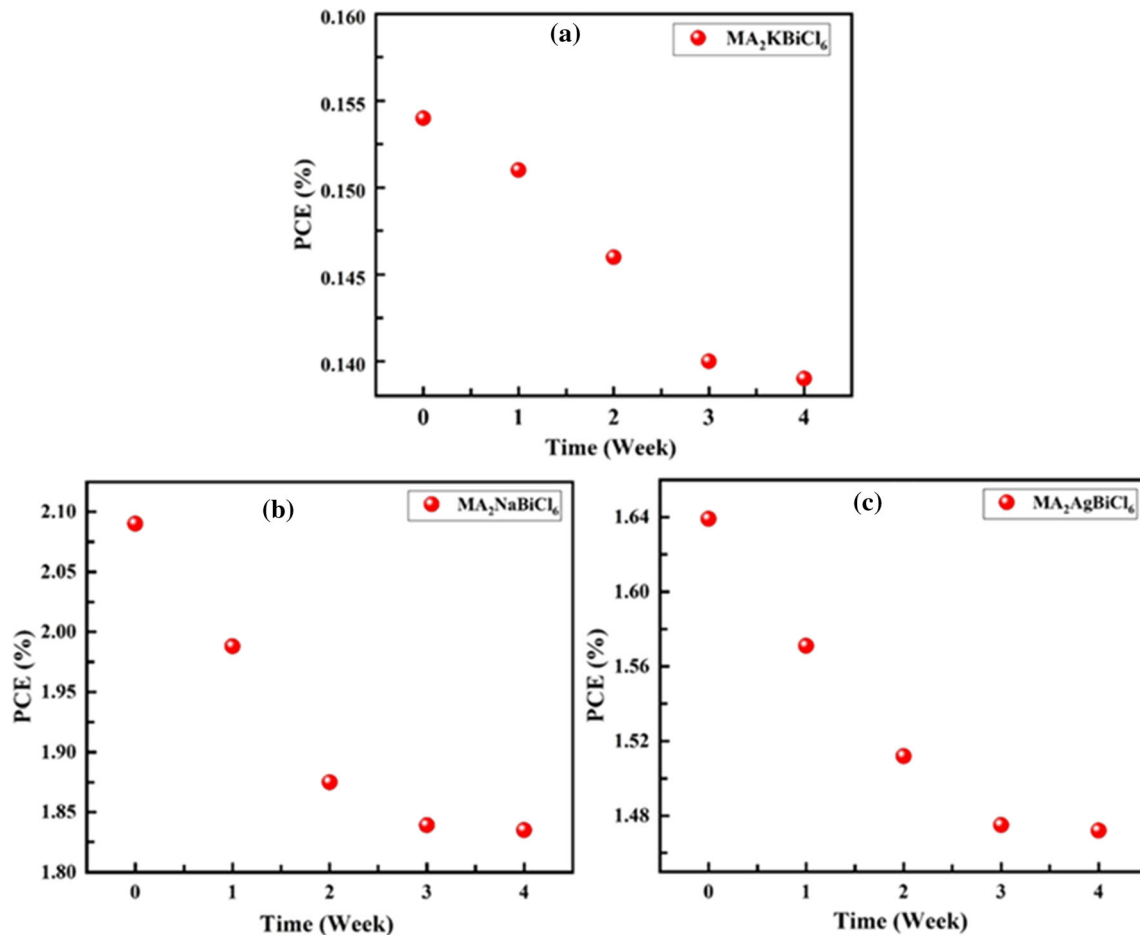 (a)
MA₂KBiCl₆
0.160
0.155
0.150
0.145
0.140
PCE (%)
0 1 2 3 4
Time (Week)
(b)
MA₂NaBiCl₆
2.10
2.05
2.00
1.95
1.90
1.85
1.80
PCE (%)
0 1 2 3 4
Time (Week)
(c)
MA₂AgBiCl₆
1.64
1.60
1.56
1.52
1.48
PCE (%)
0 1 2 3 4
Time (Week)